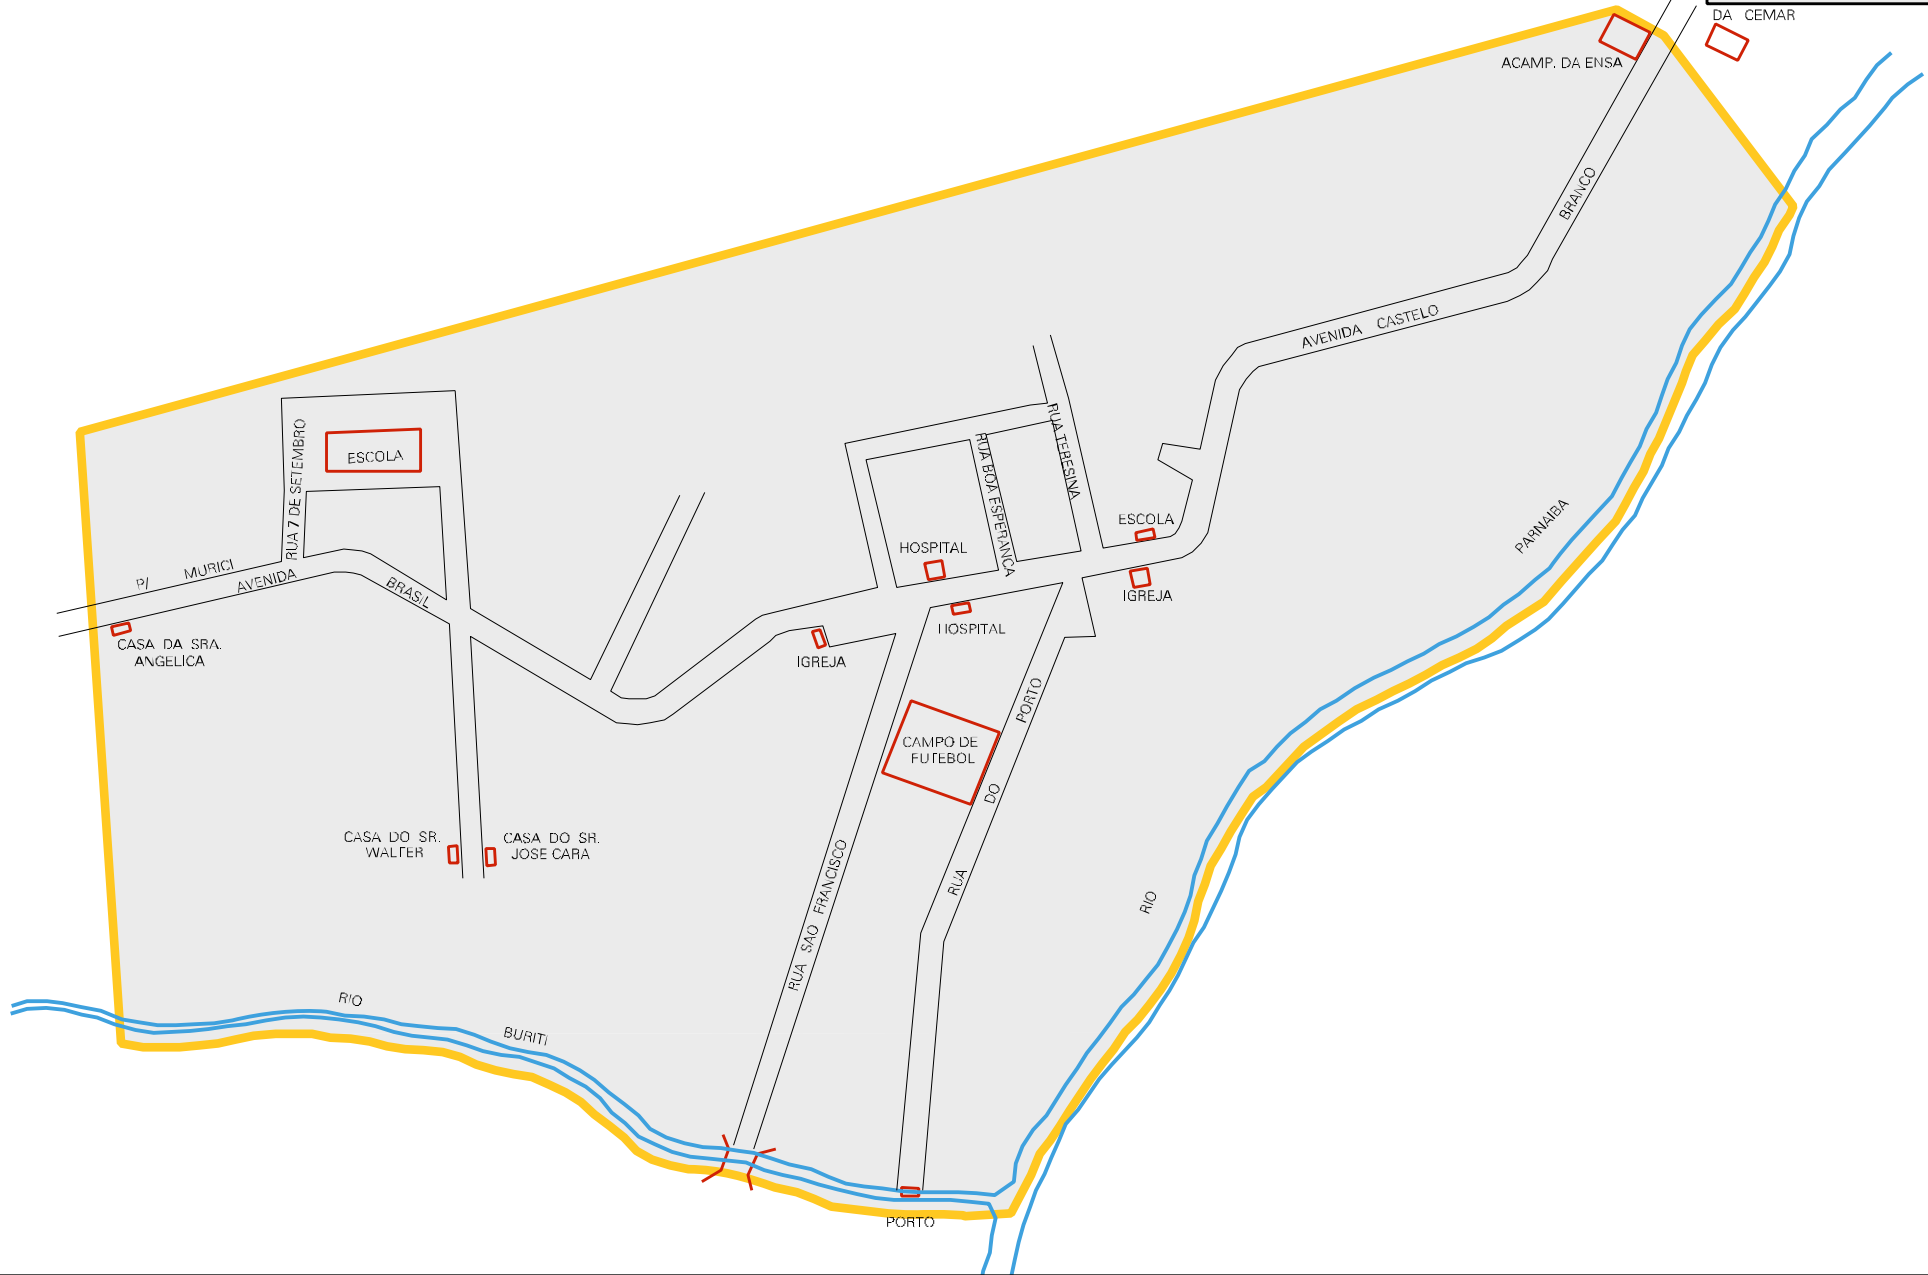 DA CEMAR
ACAMP. DA ENSA
BRANCO
AVENIDA CASTELO
RUA 7 DE SETEMBRO
ESCOLA
RUA TERESINA
RUA BOA ESPERANCA
ESCOLA
HOSPITAL
PARNAIBA
P/ MURICI
AVENIDA
BRASIL
IGREJA
HOSPITAL
CASA DA SRA.
ANGELICA
IGREJA
PORTO
CAMPO DE
FUTEBOL
DO
CASA DO SR.
WALTER
CASA DO SR.
JOSE CARA
RUA SAO FRANCISCO
RUA
RIO
RIO
BURITI
PORTO